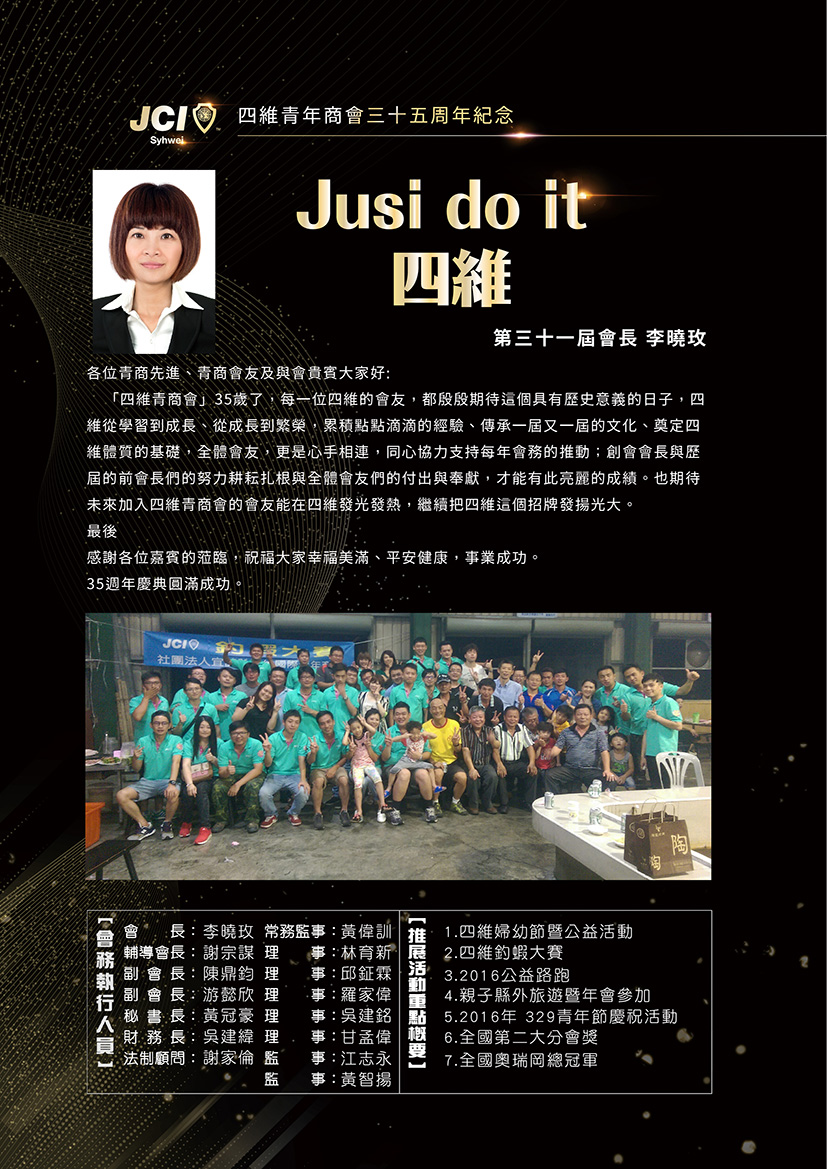 JCI
Syhwei
四維青年商會三十五周年紀念
Jusi do it
四維
第三十一屆會長 李曉玫
各位青商先進、青商會友及與會貴賓大家好:
「四維青商會」35歲了，每一位四維的會友，都殷殷期待這個具有歷史意義的日子，四
維從學習到成長、從成長到繁榮，累積點點滴滴的經驗、傳承一屆又一屆的文化、奠定四
維體質的基礎，全體會友，更是心手相連，同心協力支持每年會務的推動；創會會長與歷
屆的前會長們的努力耕耘扎根與全體會友們的付出與奉獻，才能有此亮麗的成績。也期待
未來加入四維青商會的會友能在四維發光發熱，繼續把四維這個招牌發揚光大。
最後
感謝各位嘉賓的蒞臨，祝福大家幸福美滿、平安健康，事業成功。
35週年慶典圓滿成功。
JCI 釣蝦大賽
社團法人宜 國際 年
陶
陶
【會務執行人員】
會長：李曉玫 常務監事：黃偉訓
輔導會長：謝宗謀 理事：林育新
副會長：陳鼎鈞 理事：邱鉦霖
副會長：游懿欣 理事：羅家偉
秘書長：黃冠豪 理事：吳建銘
財務長：吳建緯 理事：甘孟偉
法制顧問：謝家倫 監事：江志永
監事：黃智揚
【推展活動重點概要】
1.四維婦幼節暨公益活動
2.四維釣蝦大賽
3.2016公益路跑
4.親子縣外旅遊暨年會參加
5.2016年 329青年節慶祝活動
6.全國第二大分會獎
7.全國奧瑞岡總冠軍